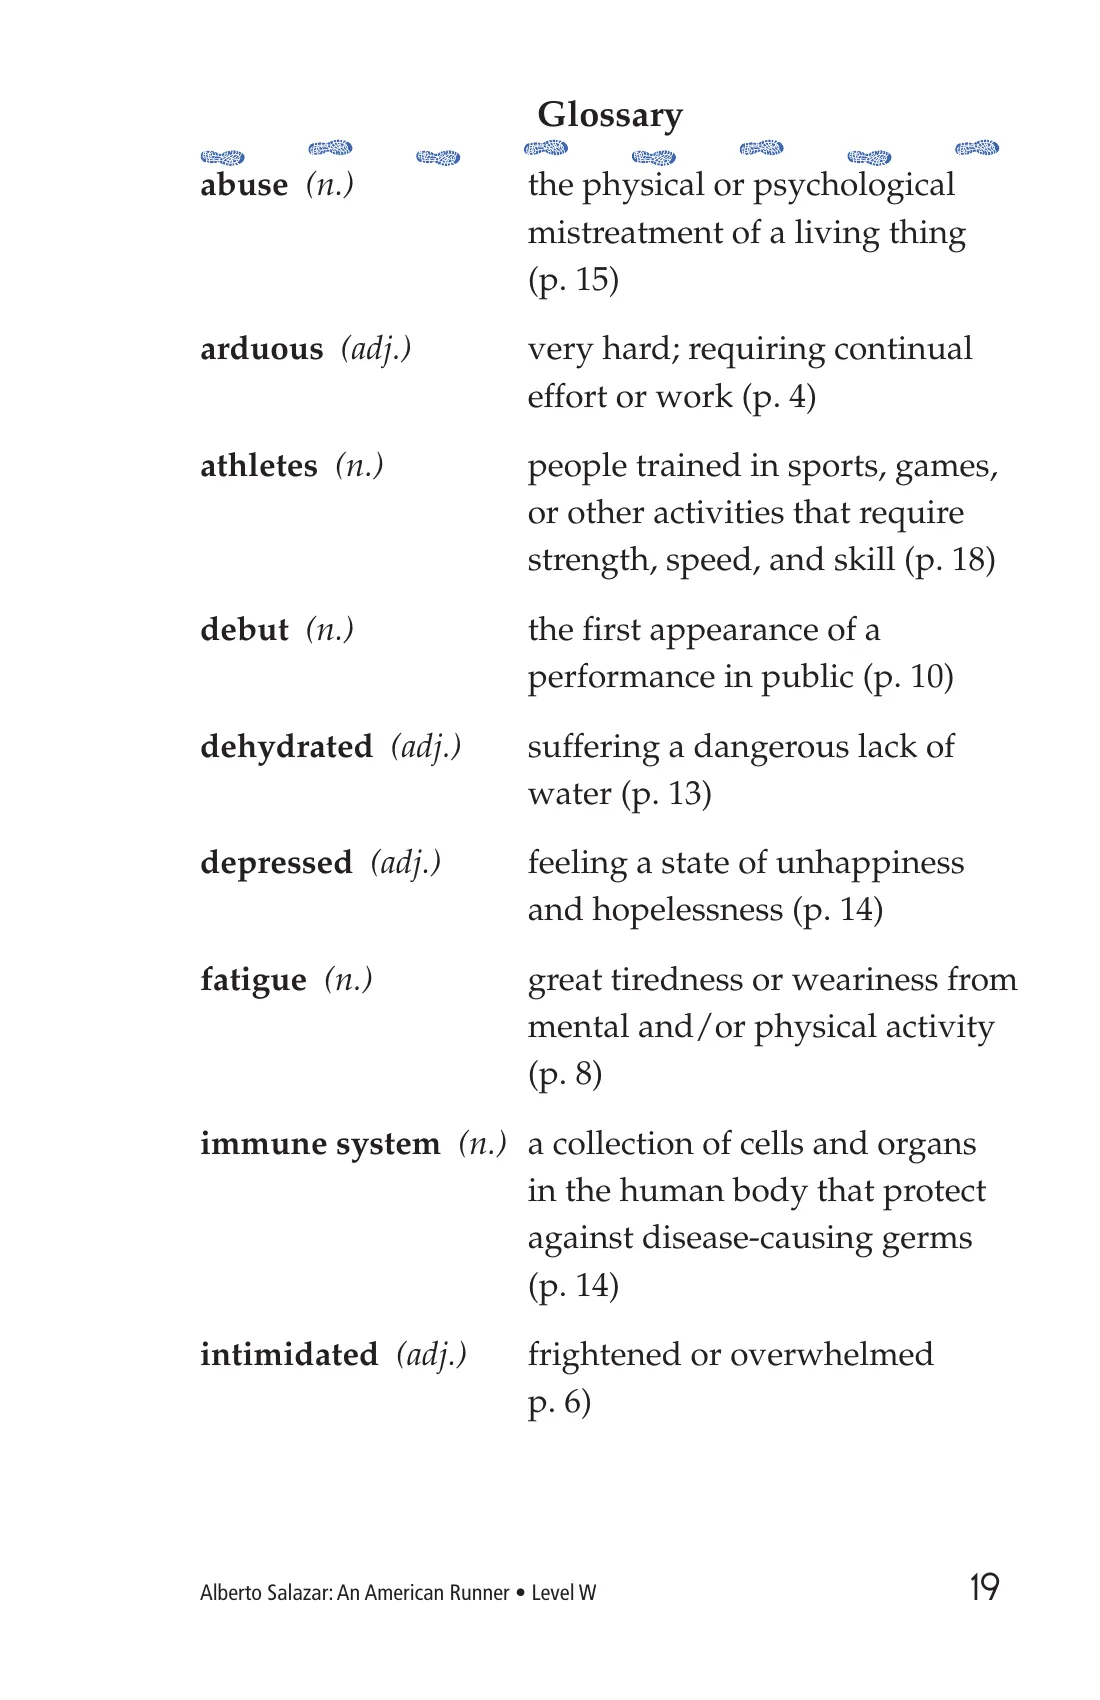 Glossary
abuse (n.) the physical or psychological
mistreatment of a living thing
(p. 15)
arduous (adj.) very hard; requiring continual
effort or work (p. 4)
athletes (n.) people trained in sports, games,
or other activities that require
strength, speed, and skill (p. 18)
debut (n.) the first appearance of a
performance in public (p. 10)
dehydrated (adj.) suffering a dangerous lack of
water (p. 13)
depressed (adj.) feeling a state of unhappiness
and hopelessness (p. 14)
fatigue (n.) great tiredness or weariness from
mental and/or physical activity
(p. 8)
immune system (n.) a collection of cells and organs
in the human body that protect
against disease-causing germs
(p. 14)
intimidated (adj.) frightened or overwhelmed
p. 6)
Alberto Salazar: An American Runner • Level W 19